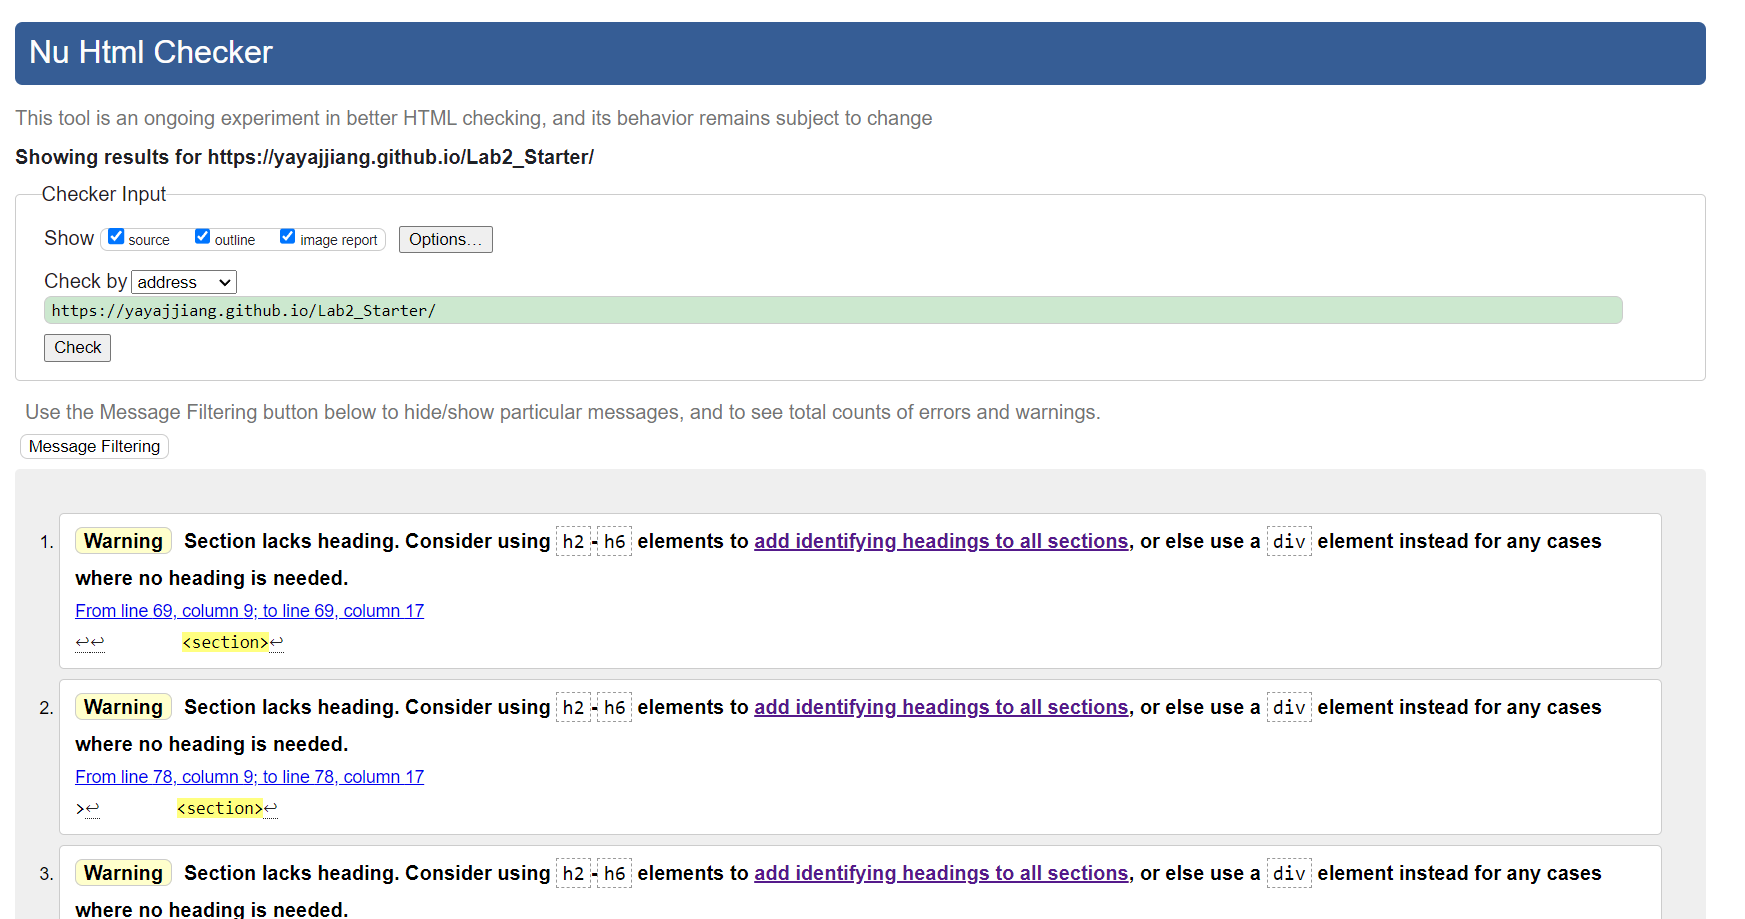 Nu Html Checker
This tool is an ongoing experiment in better HTML checking, and its behavior remains subject to change
Showing results for https://yayajjiang.github.io/Lab2_Starter/
Checker Input
Show source outline image report Options...
Check by address
https://yayajjiang.github.io/Lab2_Starter/
Check
Use the Message Filtering button below to hide/show particular messages, and to see total counts of errors and warnings.
Message Filtering
1. Warning Section lacks heading. Consider using h2-h6 elements to add identifying headings to all sections, or else use a div element instead for any cases
where no heading is needed.
From line 69, column 9; to line 69, column 17
↩↩ <section>↩
2. Warning Section lacks heading. Consider using h2-h6 elements to add identifying headings to all sections, or else use a div element instead for any cases
where no heading is needed.
From line 78, column 9; to line 78, column 17
>↩ <section>↩
3. Warning Section lacks heading. Consider using h2-h6 elements to add identifying headings to all sections, or else use a div element instead for any cases
where no heading is needed.